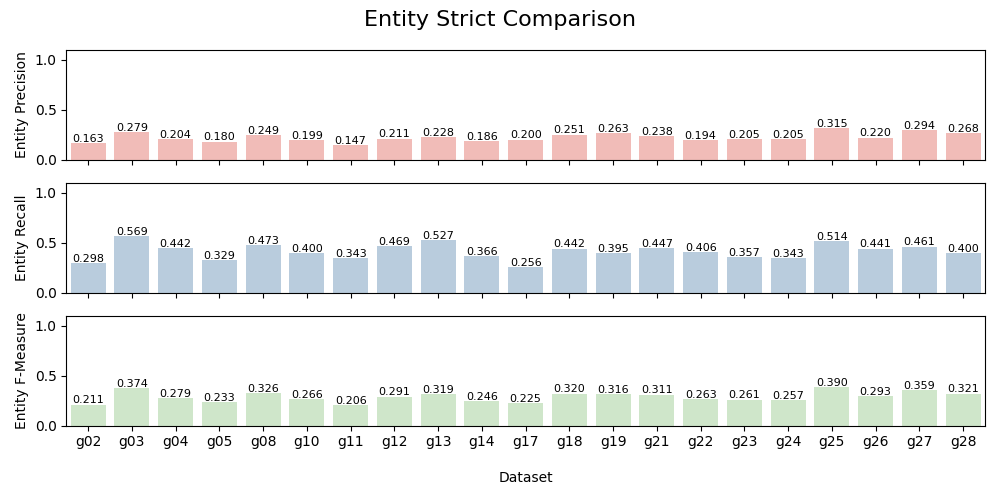 Entity Strict Comparison
Entity Precision
1.0
0.5
0.0
0.163 0.279 0.204 0.180 0.249 0.199 0.147 0.211 0.228 0.186 0.200 0.251 0.263 0.238 0.194 0.205 0.205 0.315 0.220 0.294 0.268
Entity Recall
1.0
0.5
0.0
0.298 0.569 0.442 0.329 0.473 0.400 0.343 0.469 0.527 0.366 0.256 0.442 0.395 0.447 0.406 0.357 0.343 0.514 0.441 0.461 0.400
Entity F-Measure
1.0
0.5
0.0
0.211 0.374 0.279 0.233 0.326 0.266 0.206 0.291 0.319 0.246 0.225 0.320 0.316 0.311 0.263 0.261 0.257 0.390 0.293 0.359 0.321
g02 g03 g04 g05 g08 g10 g11 g12 g13 g14 g17 g18 g19 g21 g22 g23 g24 g25 g26 g27 g28
Dataset